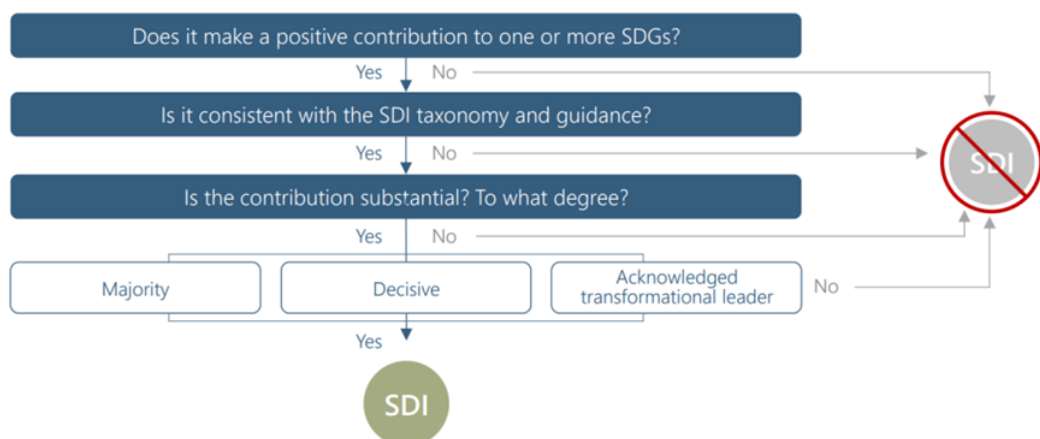 Does it make a positive contribution to one or more SDGs?
Yes No
Is it consistent with the SDI taxonomy and guidance?
Yes No
SDI
Is the contribution substantial? To what degree?
Yes No
Majority
Decisive
Acknowledged
transformational leader
No
Yes
SDI